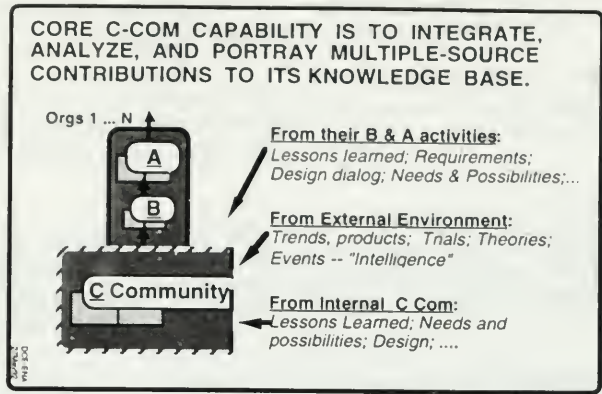 CORE C-COM CAPABILITY IS TO INTEGRATE,
ANALYZE, AND PORTRAY MULTIPLE-SOURCE
CONTRIBUTIONS TO ITS KNOWLEDGE BASE.
Orgs 1 ... N
A
B
C Community
From their B & A activities:
Lessons learned; Requirements;
Design dialog; Needs & Possibilities;...
From External Environment:
Trends, products; Trials; Theories;
Events -- "Intelligence"
From Internal C Com:
Lessons Learned; Needs and
possibilities; Design; ....